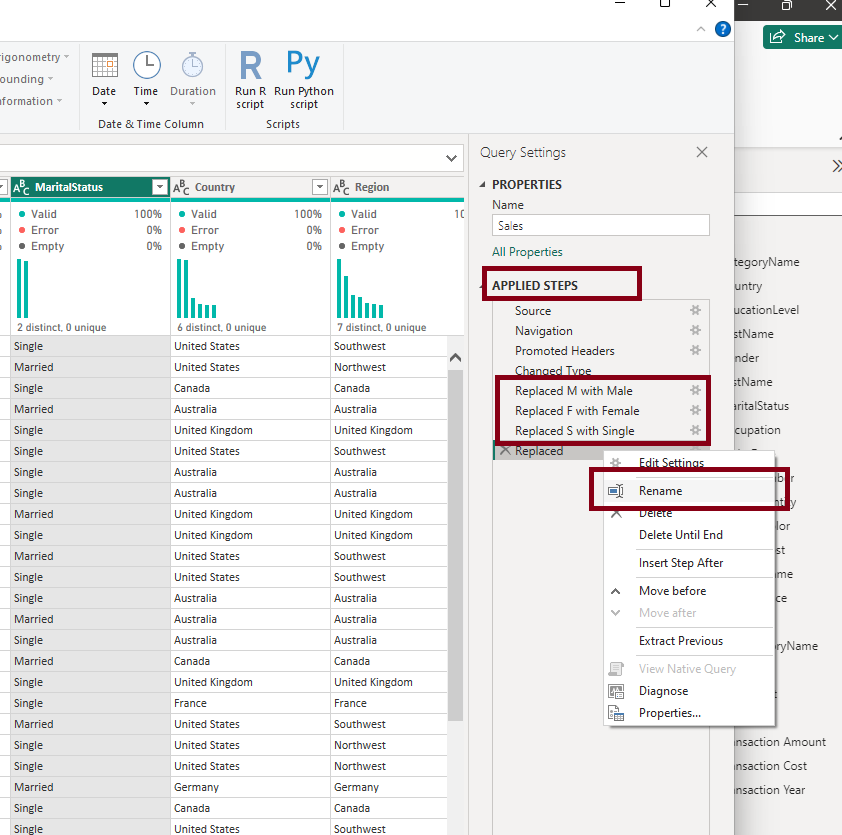 Share
rigonometry
ounding
formation
Date
Time
Duration
Run R
script
Run Python
script
Date & Time Column
Scripts
Query Settings
PROPERTIES
Name
Sales
All Properties
APPLIED STEPS
Source
Navigation
Promoted Headers
Changed Type
Replaced M with Male
Replaced F with Female
Replaced S with Single
Replaced
Edit Settings
Rename
Delete
Delete Until End
Insert Step After
Move before
Move after
Extract Previous
View Native Query
Diagnose
Properties...
MaritalStatus Country Region
Valid 100% Valid 100% Valid 10
Error 0% Error 0% Error
Empty 0% Empty 0% Empty
2 distinct, 0 unique 6 distinct, 0 unique 7 distinct, 0 unique
Single United States Southwest
Married United States Northwest
Single Canada Canada
Married Australia Australia
Single United Kingdom United Kingdom
Single United States Southwest
Single Australia Australia
Single Australia Australia
Married United Kingdom United Kingdom
Single United Kingdom United Kingdom
Married United States Southwest
Single United States Southwest
Single Australia Australia
Married Australia Australia
Single Australia Australia
Married Canada Canada
Single United Kingdom United Kingdom
Single France France
Married United States Southwest
Single United States Northwest
Single United States Northwest
Married Germany Germany
Single Canada Canada
Single United States Southwest
tegoryName
untry
ucationLevel
stName
nder
stName
aritalStatus
cupation
ber
ntity
lor
st
me
ce
ryName
nsaction Amount
nsaction Cost
nsaction Year